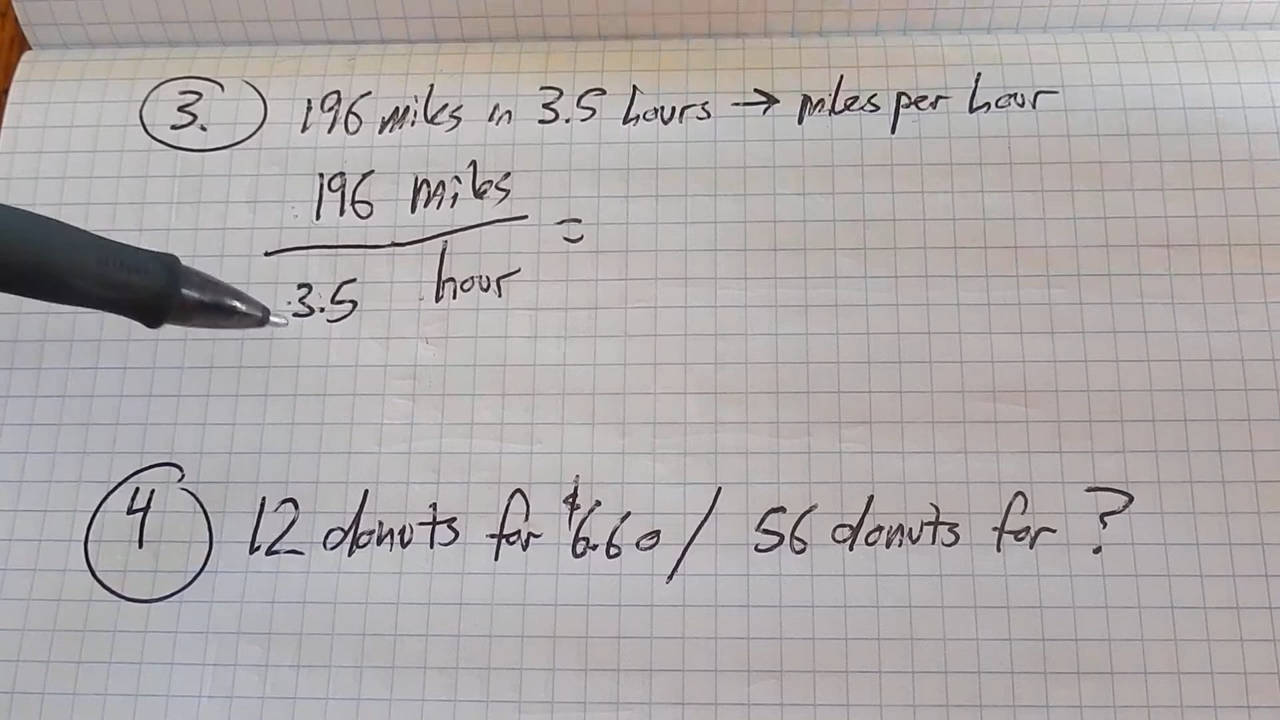 3. 196 miles in 3.5 hours → miles per hour
196 miles =
3.5 hour
4 12 donuts for $6.60 / 56 donuts for ?